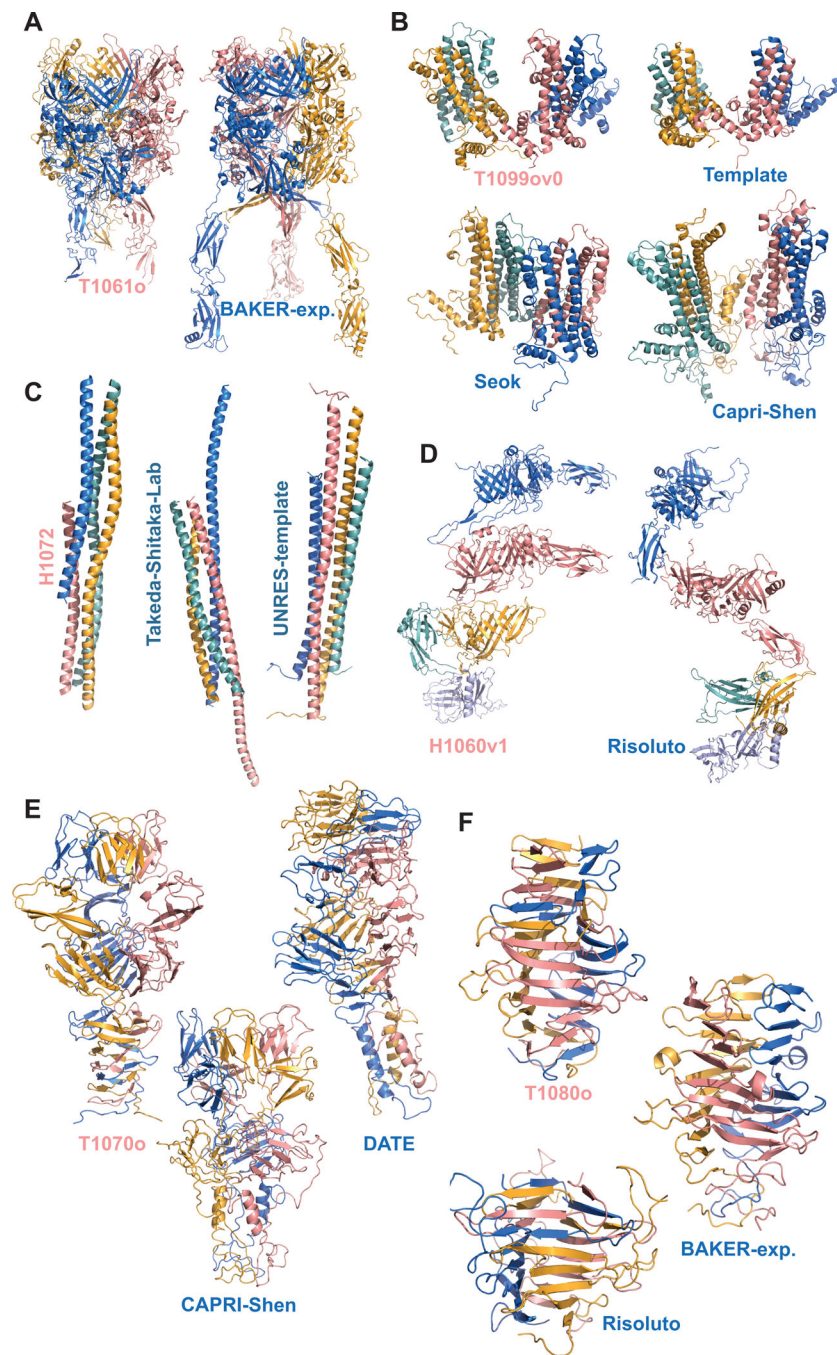 A
T1061o
BAKER-exp.
B
T1099ov0
Template
Seok
Capri-Shen
C
H1072
Takeda-Shitaka-Lab
UNRES-template
D
H1060v1
Risoluto
E
T1070o
DATE
CAPRI-Shen
F
T1080o
BAKER-exp.
Risoluto